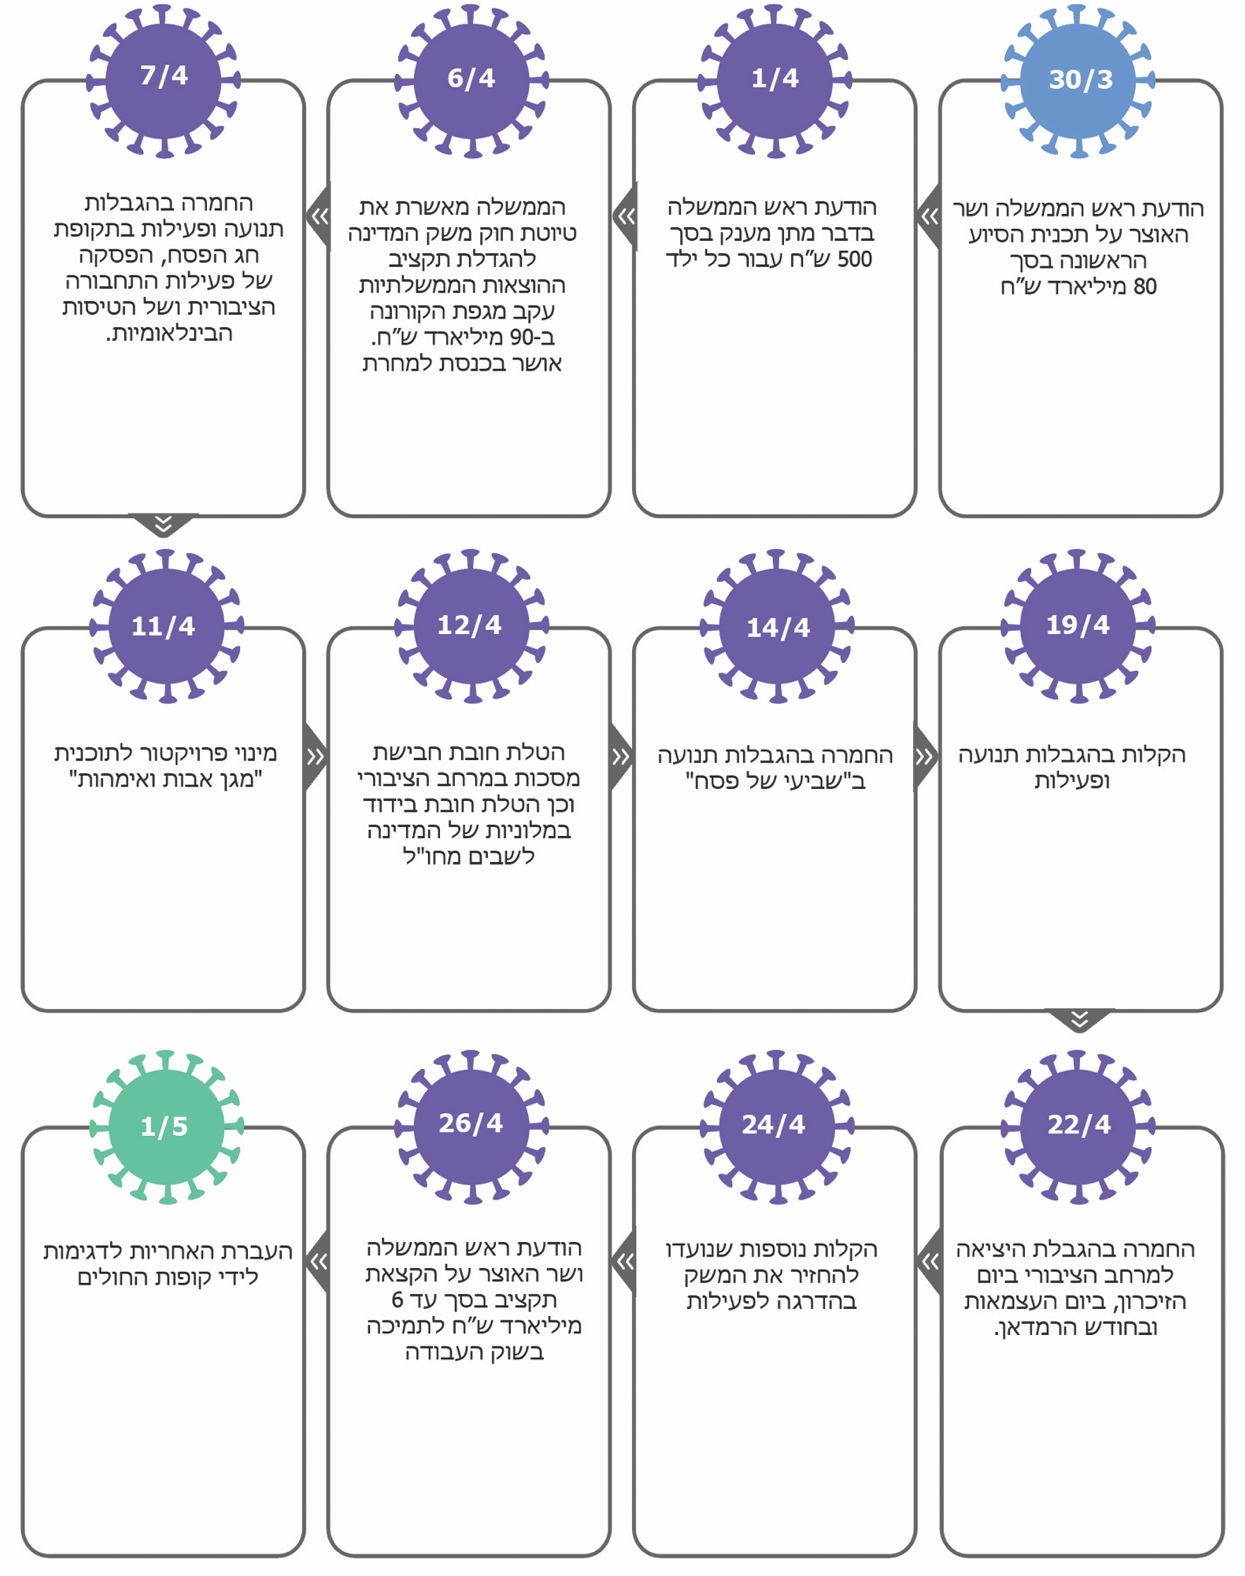 30/3
הודעת ראש הממשלה ושר
האוצר על תכנית הסיוע
הראשונה בסך
80 מיליארד ש״ח
1/4
הודעת ראש הממשלה
בדבר מתן מענק בסך
500 ש״ח עבור כל ילד
6/4
הממשלה מאשרת את
טיוטת חוק משק המדינה
להגדלת תקציב
ההוצאות הממשלתיות
עקב מגפת הקורונה
ב-90 מיליארד ש״ח.
אושר בכנסת למחרת
7/4
החמרה בהגבלות
תנועה ופעילות בתקופת
חג הפסח, הפסקה
של פעילות התחבורה
הציבורית ושל הטיסות
הבינלאומיות.
11/4
מינוי פרויקטור לתוכנית
"מגן אבות ואימהות"
12/4
הטלת חובת חבישת
מסכות במרחב הציבורי
וכן הטלת חובת בידוד
במלוניות של המדינה
לשבים מחו"ל
14/4
החמרה בהגבלות תנועה
ב"שביעי של פסח"
19/4
הקלות בהגבלות תנועה
ופעילות
22/4
החמרה בהגבלת היציאה
למרחב הציבורי ביום
הזיכרון, ביום העצמאות
ובחודש הרמדאן.
24/4
הקלות נוספות שנועדו
להחזיר את המשק
בהדרגה לפעילות
26/4
הודעת ראש הממשלה
ושר האוצר על הקצאת
תקציב בסך עד 6
מיליארד ש״ח לתמיכה
בשוק העבודה
1/5
העברת האחריות לדגימות
לידי קופות החולים